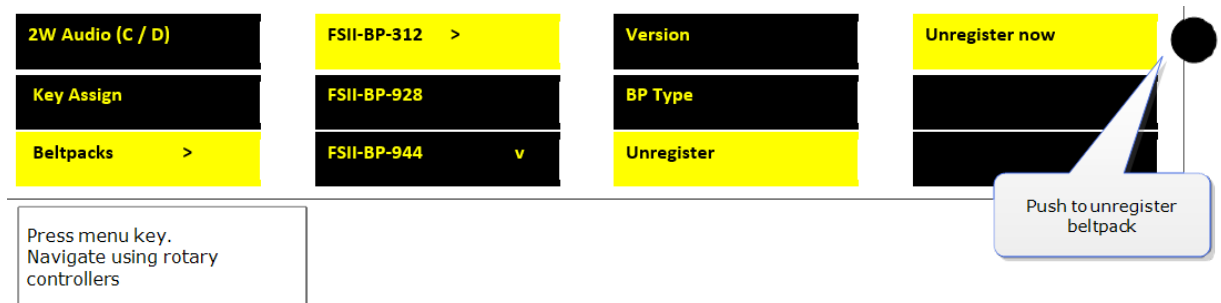 2W Audio (C / D)
Key Assign
Beltpacks >
FSII-BP-312 >
FSII-BP-928
FSII-BP-944 v
Version
BP Type
Unregister
Unregister now
Push to unregister
beltpack
Press menu key.
Navigate using rotary
controllers